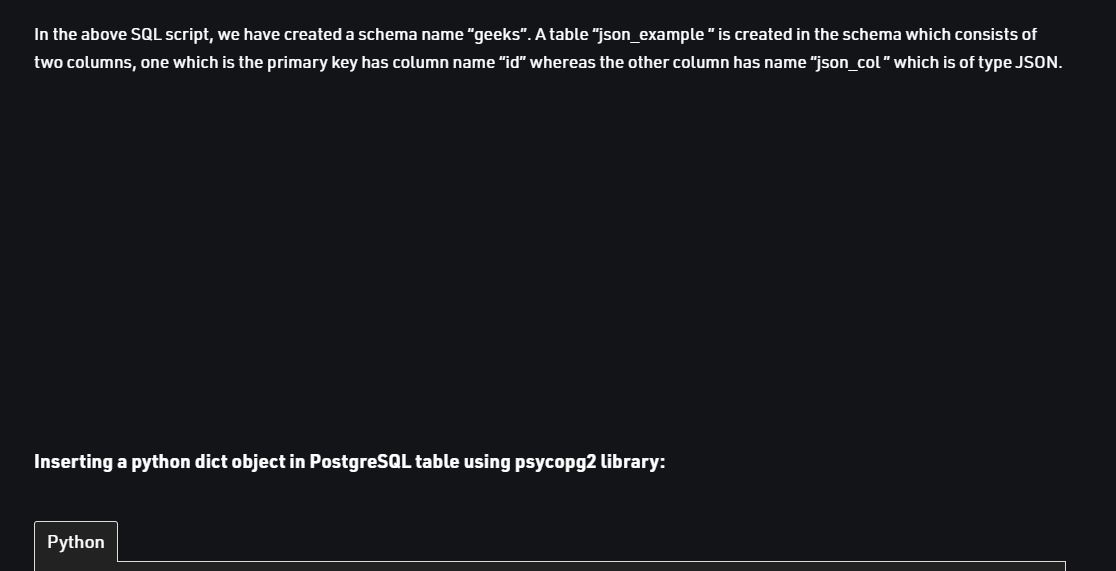 In the above SQL script, we have created a schema name “geeks”. A table “json_example “ is created in the schema which consists of
two columns, one which is the primary key has column name “id” whereas the other column has name “json_col ” which is of type JSON.
Inserting a python dict object in PostgreSQL table using psycopg2 library:
Python